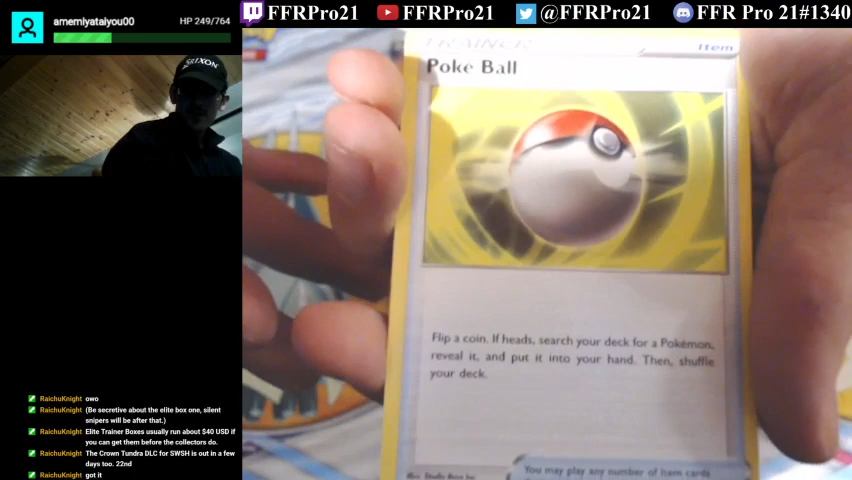 amemiyataiyou00
HP 249/764
FFRPro21
FFRPro21
@FFRPro21
FFR Pro 21#1340
SRIXON
TRAINER
Item
Poké Ball
Flip a coin. If heads, search your deck for a Pokémon,
reveal it, and put it into your hand. Then, shuffle
your deck.
You may play any number of Item cards
RaichuKnight owo
RaichuKnight (Be secretive about the elite box one, silent
snipers will be after that.)
RaichuKnight Elite Trainer Boxes usually run about $40 USD if
you can get them before the collectors do.
RaichuKnight The Crown Tundra DLC for SWSH is out in a few
days too. 22nd
RaichuKnight got it